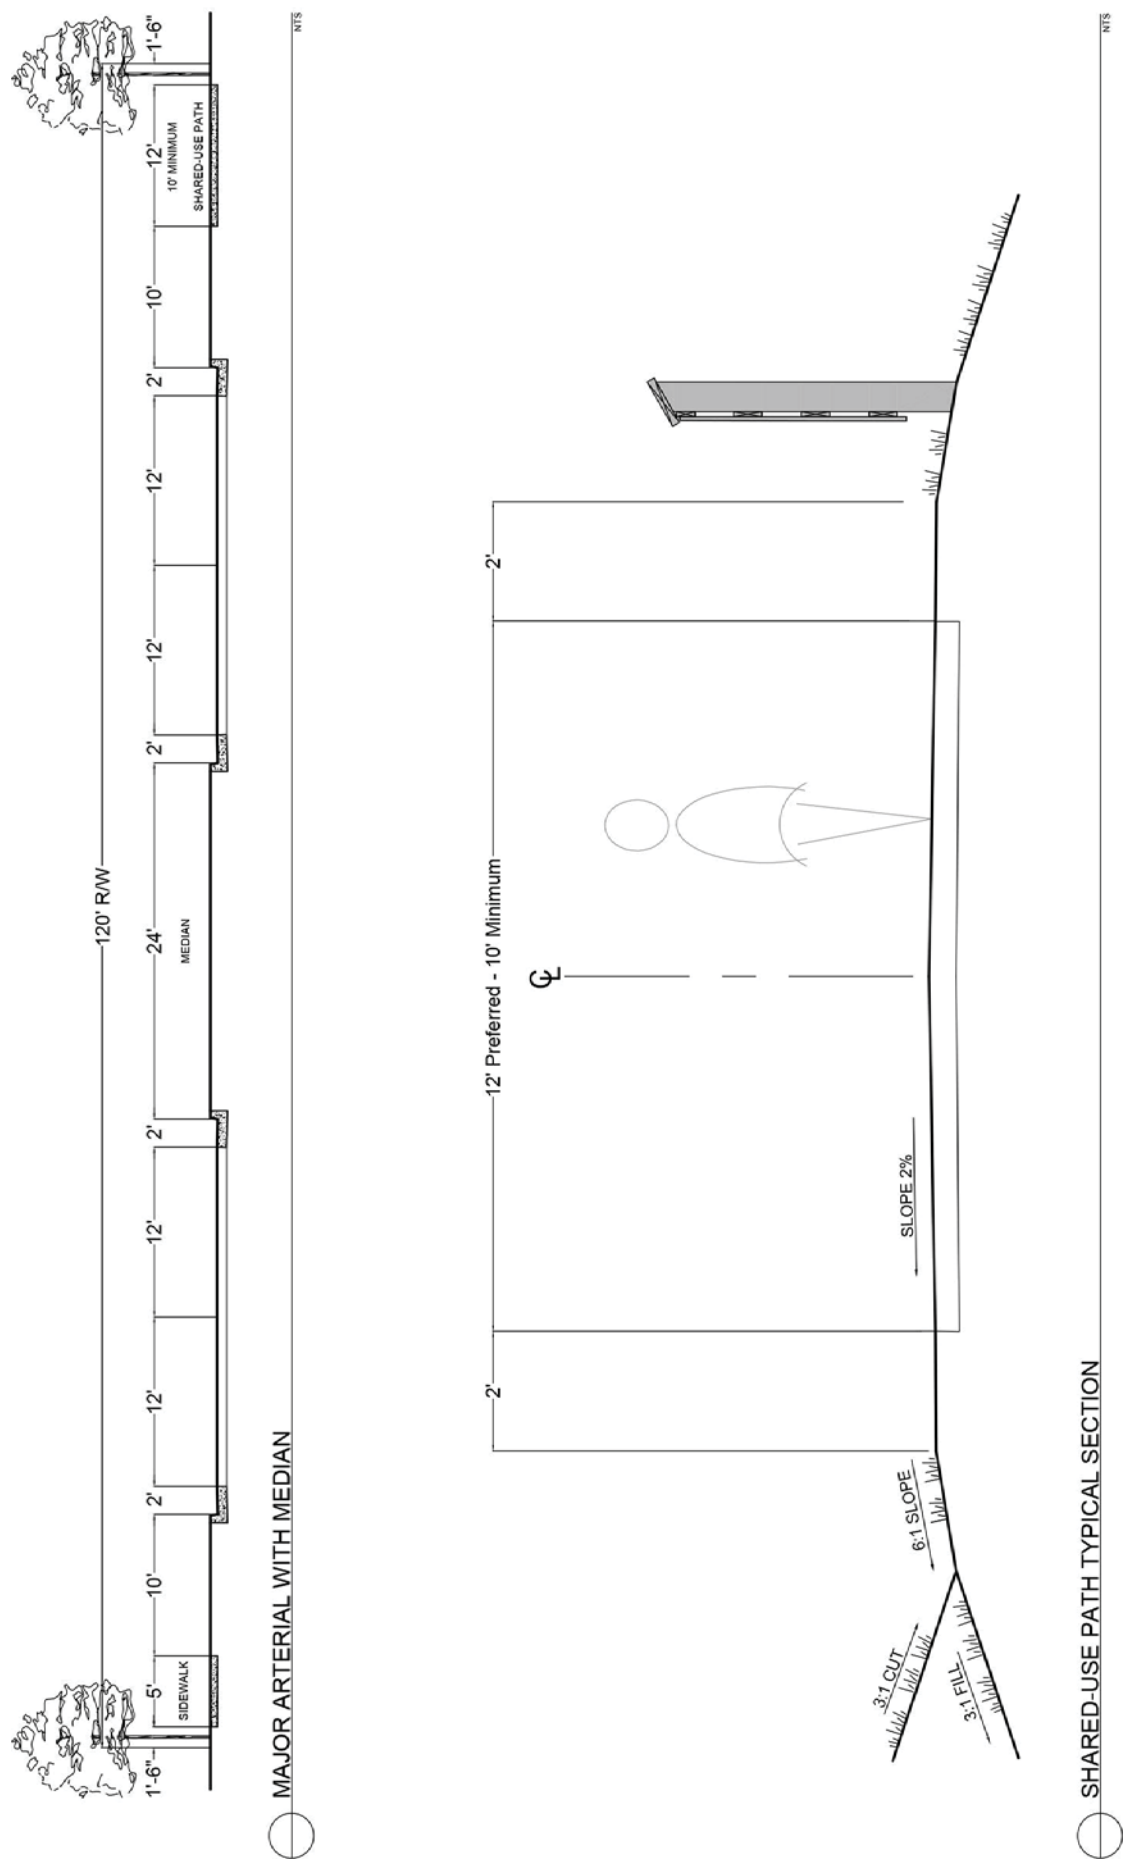 120' R/W
1'-6" 5' 10' 2' 12' 12' 2' 24' 2' 12' 12' 2' 10' 12' 1'-6"
SIDEWALK
MEDIAN
10' MINIMUM
SHARED-USE PATH
MAJOR ARTERIAL WITH MEDIAN
NTS
2' 12' Preferred - 10' Minimum 2'
CL
3:1 CUT
6:1 SLOPE
SLOPE 2%
3:1 FILL
SHARED-USE PATH TYPICAL SECTION
NTS